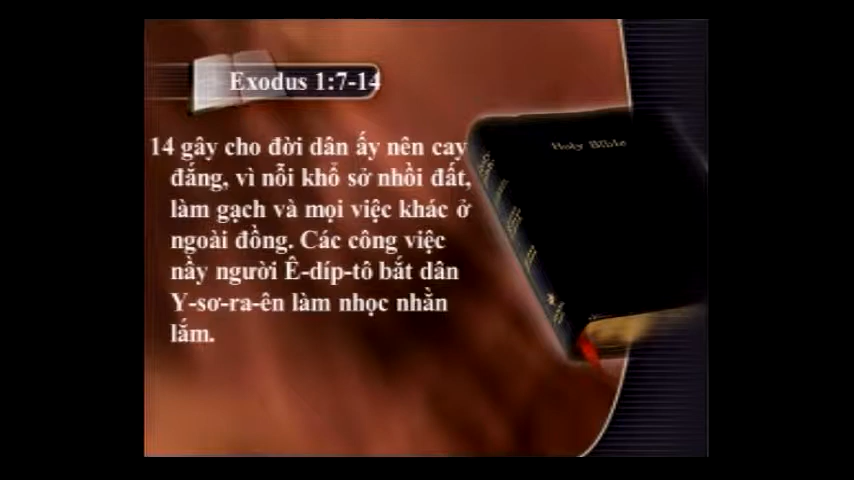 Exodus 1:7-14
14 gây cho đời dân ấy nên cay
đắng, vì nỗi khổ sở nhồi đất,
làm gạch và mọi việc khác ở
ngoài đồng. Các công việc
nầy người Ê-díp-tô bắt dân
Y-sơ-ra-ên làm nhọc nhằn
lắm.
Holy Bible